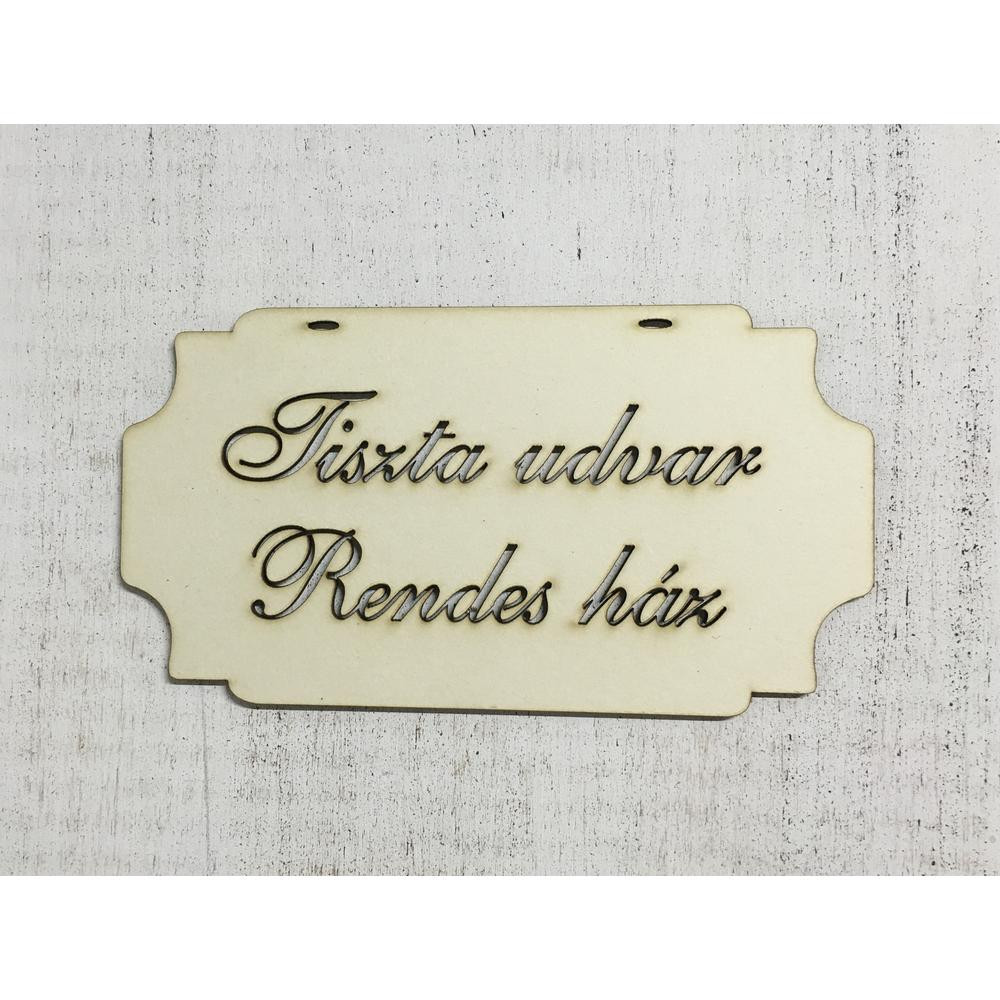 Tiszta udvar
Rendes ház